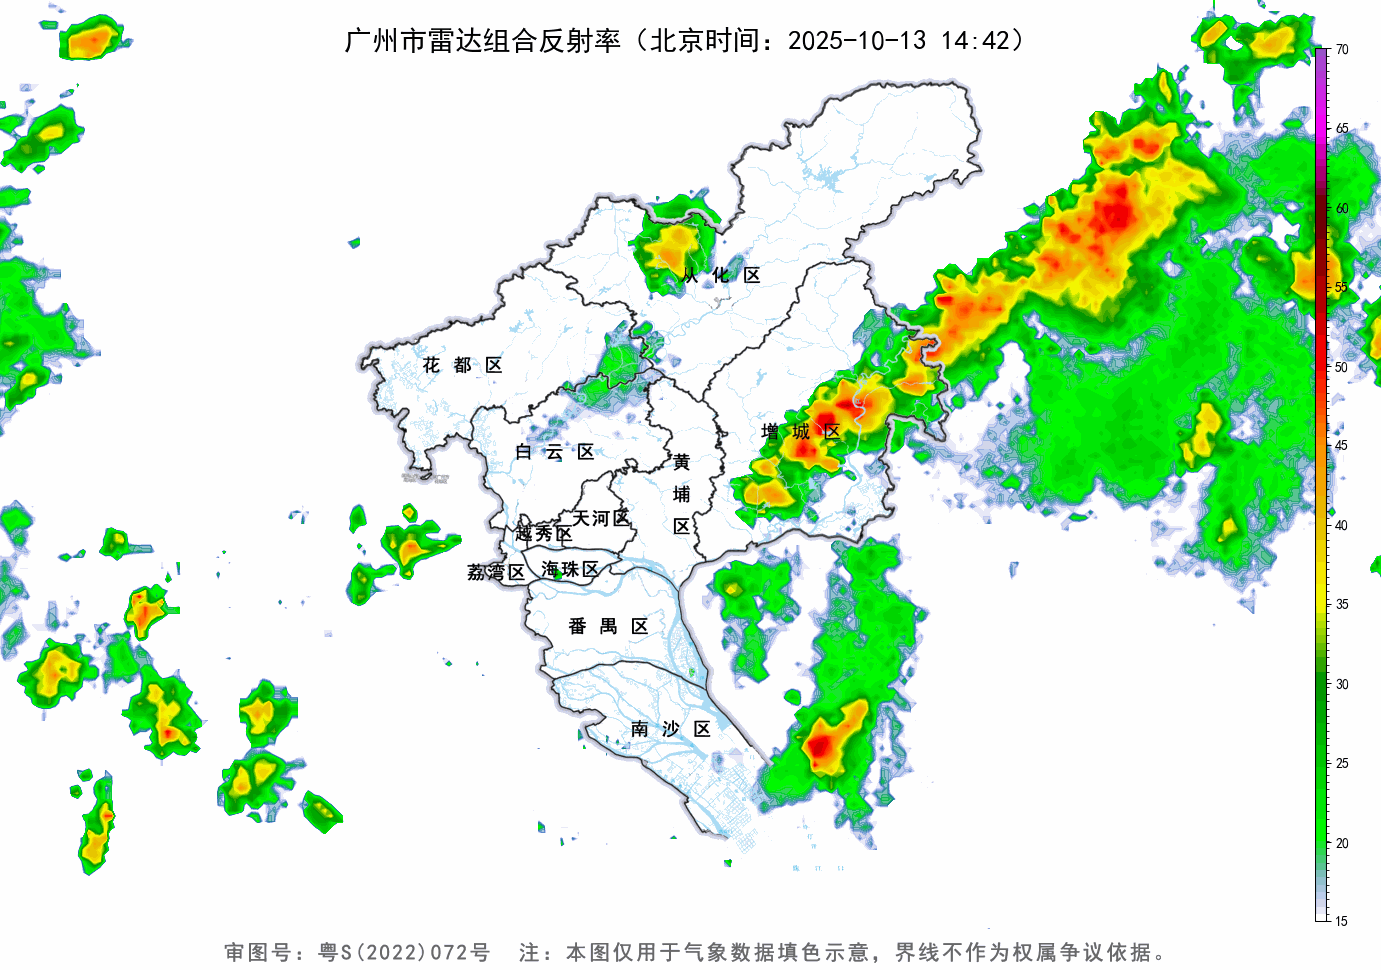 广州市雷达组合反射率（北京时间：2025-10-13 14:42）
70
65
60
55
50
45
40
35
30
25
20
15
从化区
花都区
增城区
白云区
黄埔区
天河区
越秀区
海珠区
荔湾区
番禺区
南沙区
审图号：粤S(2022)072号 注：本图仅用于气象数据填色示意，界线不作为权属争议依据。